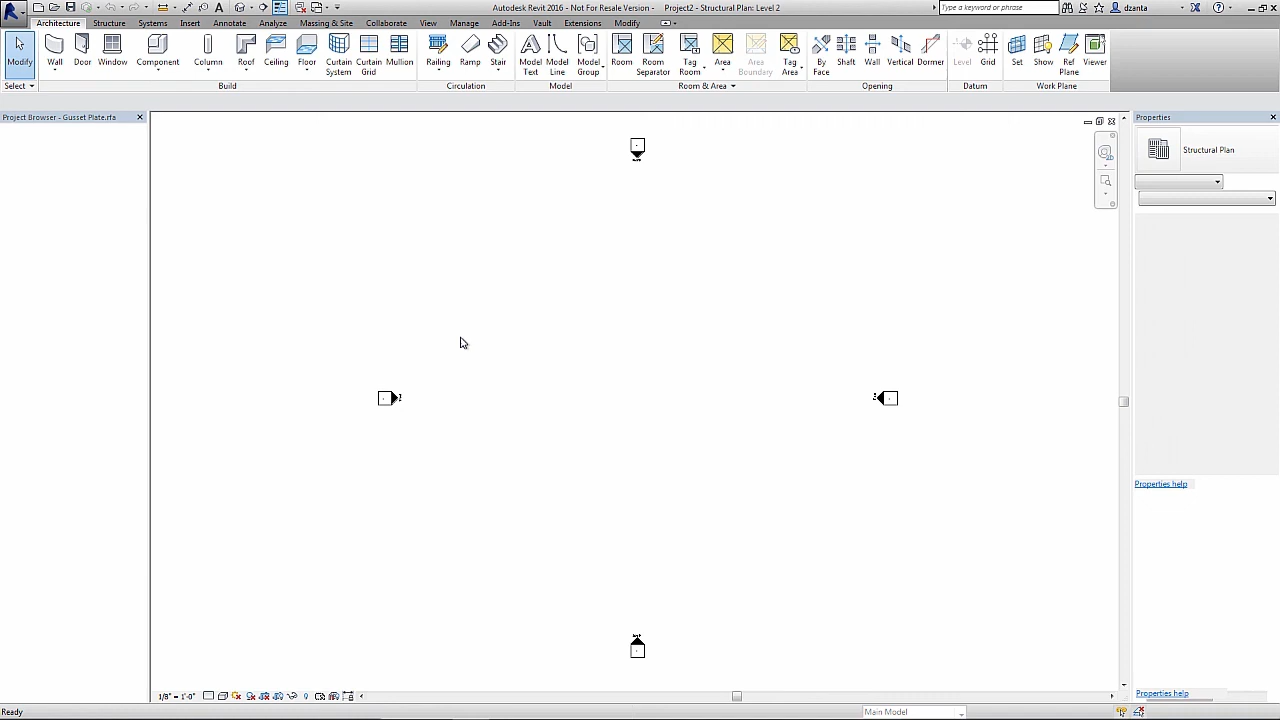 Autodesk Revit 2016 - Not For Resale Version - Project2 - Structural Plan: Level 2
Type a keyword or phrase
dzanta
Architecture Structure Systems Insert Annotate Analyze Massing & Site Collaborate View Manage Add-Ins Vault Extensions Modify
Modify Wall Door Window Component Column Roof Ceiling Floor Curtain System Curtain Grid Mullion Railing Ramp Stair Model Text Model Line Model Group Room Room Separator Tag Room Area Area Boundary Tag Area By Face Shaft Wall Vertical Dormer Level Grid Set Show Ref Plane Viewer
Select Build Circulation Model Room & Area Opening Datum Work Plane
Project Browser - Gusset Plate.rfa
Properties
Structural Plan
2D
Properties help
Properties help
1/8" = 1'-0"
Ready
Main Model